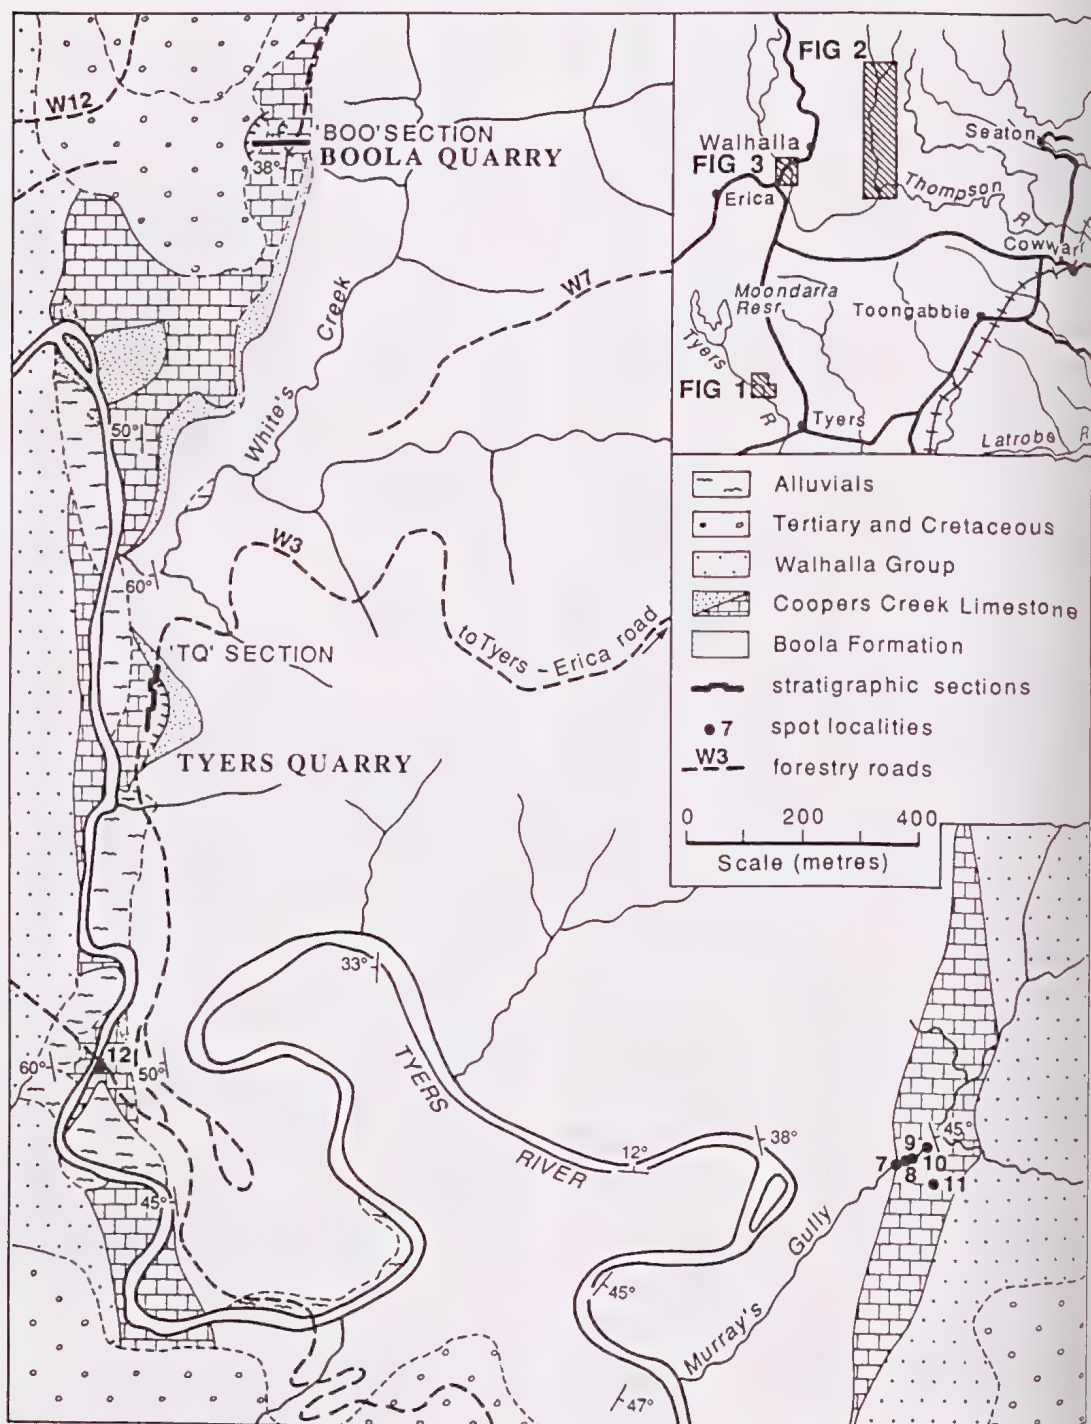 W12
'BOO' SECTION
BOOLA QUARRY
38°
White's Creek
W7
50°
W3
60°
to Tyers - Erica road
'TQ' SECTION
TYERS QUARRY
33°
TYERS
RIVER
12
60°
50°
12°
38°
45°
45°
47°
Murray's Gully
45°
9
7
10
8
11
FIG 2
Walhalla
Seaton
FIG 3
Erica
Thompson
R
Cowwar
Moondarra
Resr
Toongabbie
Tyers
FIG 1
R
Tyers
Latrobe R
Alluvials
Tertiary and Cretaceous
Walhalla Group
Coopers Creek Limestone
Boola Formation
stratigraphic sections
7 spot localities
W3 forestry roads
0 200 400
Scale (metres)